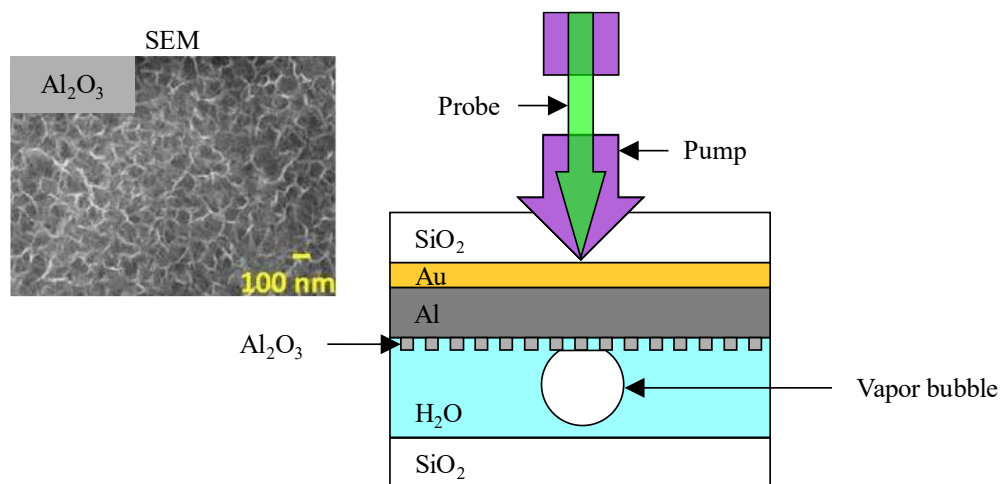 SEM
Al₂O₃
100 nm
Probe
Pump
SiO₂
Au
Al
Al₂O₃
Vapor bubble
H₂O
SiO₂